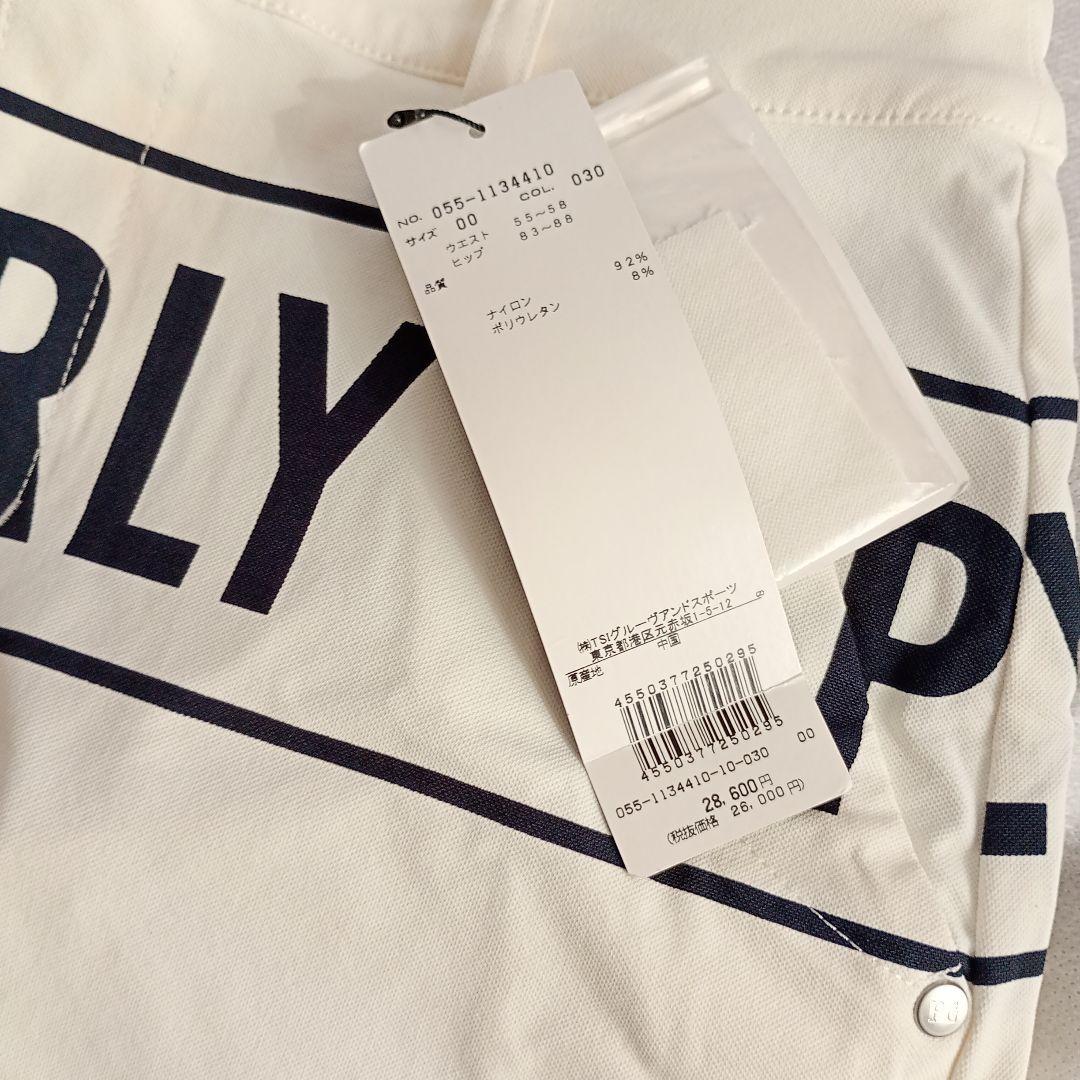 NO. 055-1134410 COL. 030
サイズ 00
ウエスト 55～58
ヒップ 83～88
品質
ナイロン 92%
ポリウレタン 8%
㈱TSIグルーヴアンドスポーツ
東京都港区元赤坂1-5-12 8
原産地 中国
4550377250295
4550377250295
055-1134410-10-030 00
28,600円
(税抜価格 26,000円)
RLY
P